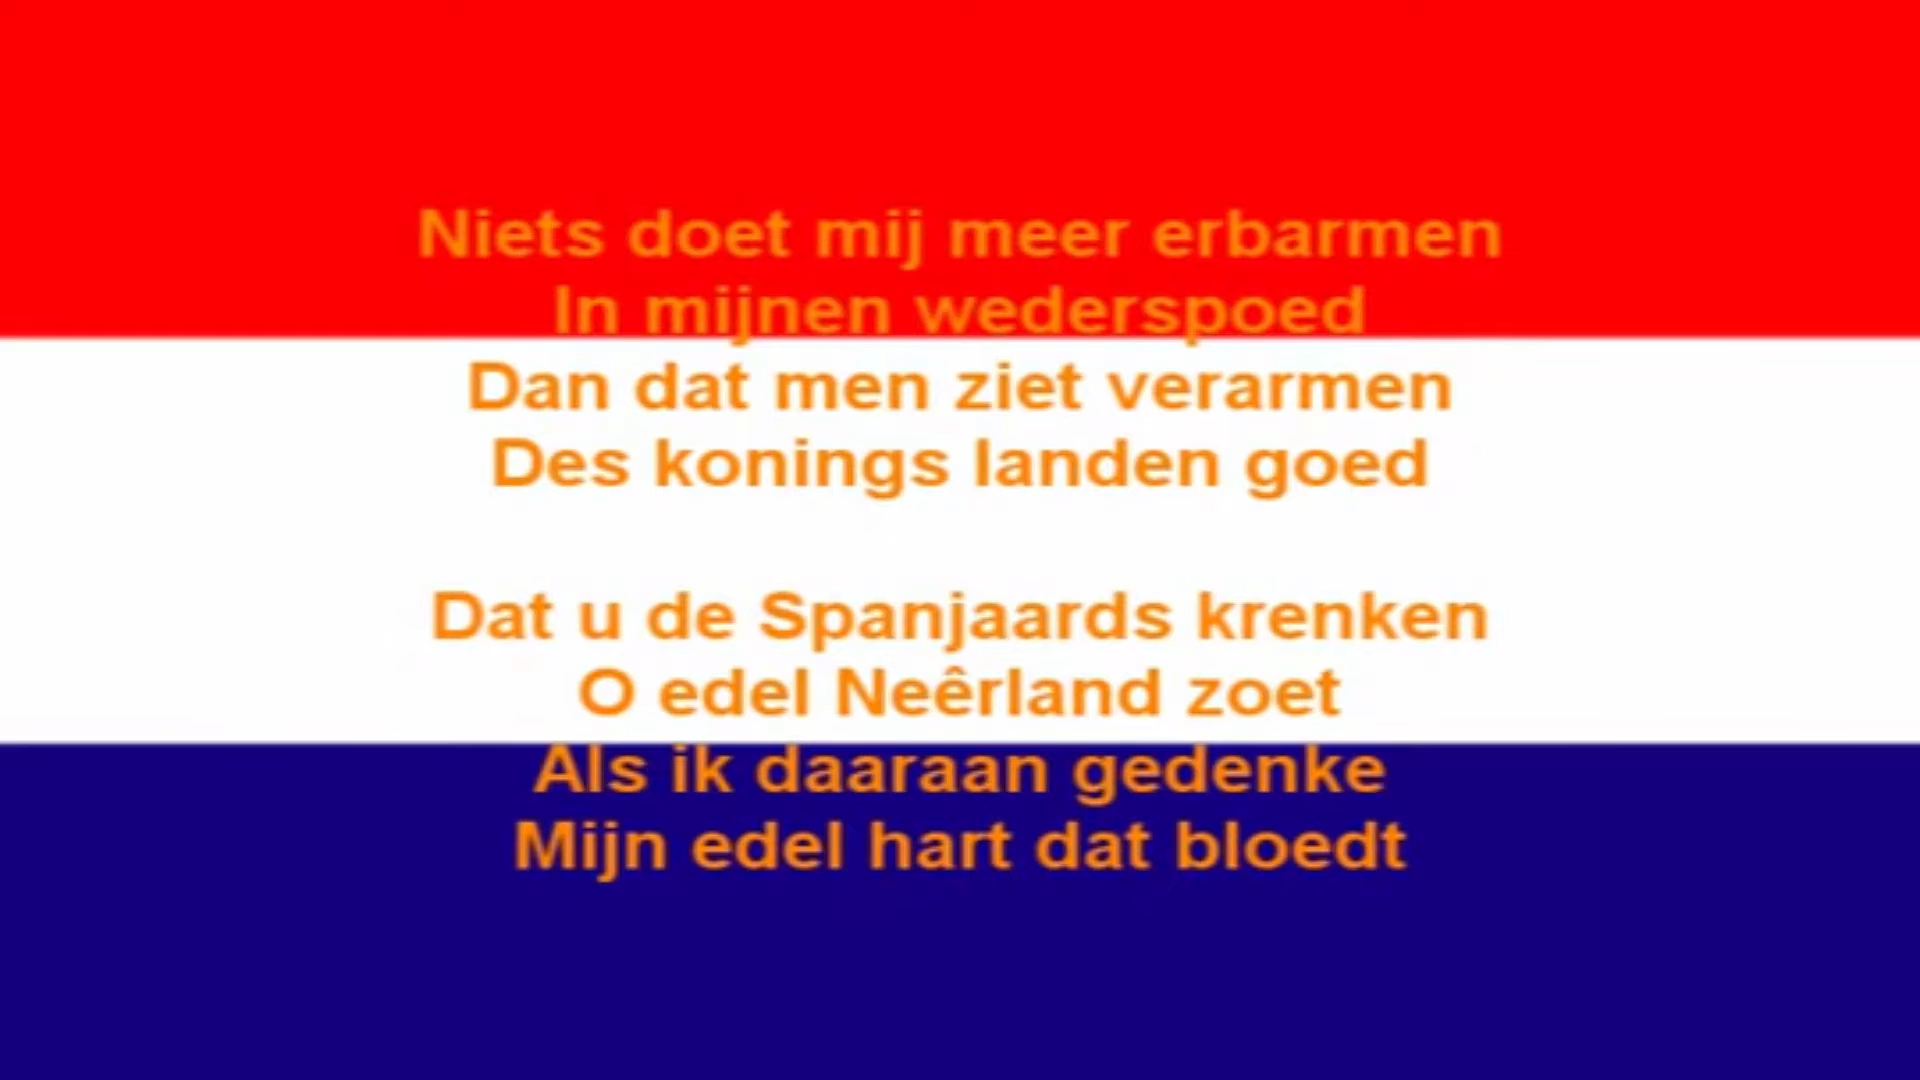 Niets doet mij meer erbarmen
In mijnen wederspoed
Dan dat men ziet verarmen
Des konings landen goed
Dat u de Spanjaards krenken
O edel Neêrland zoet
Als ik daaraan gedenke
Mijn edel hart dat bloedt